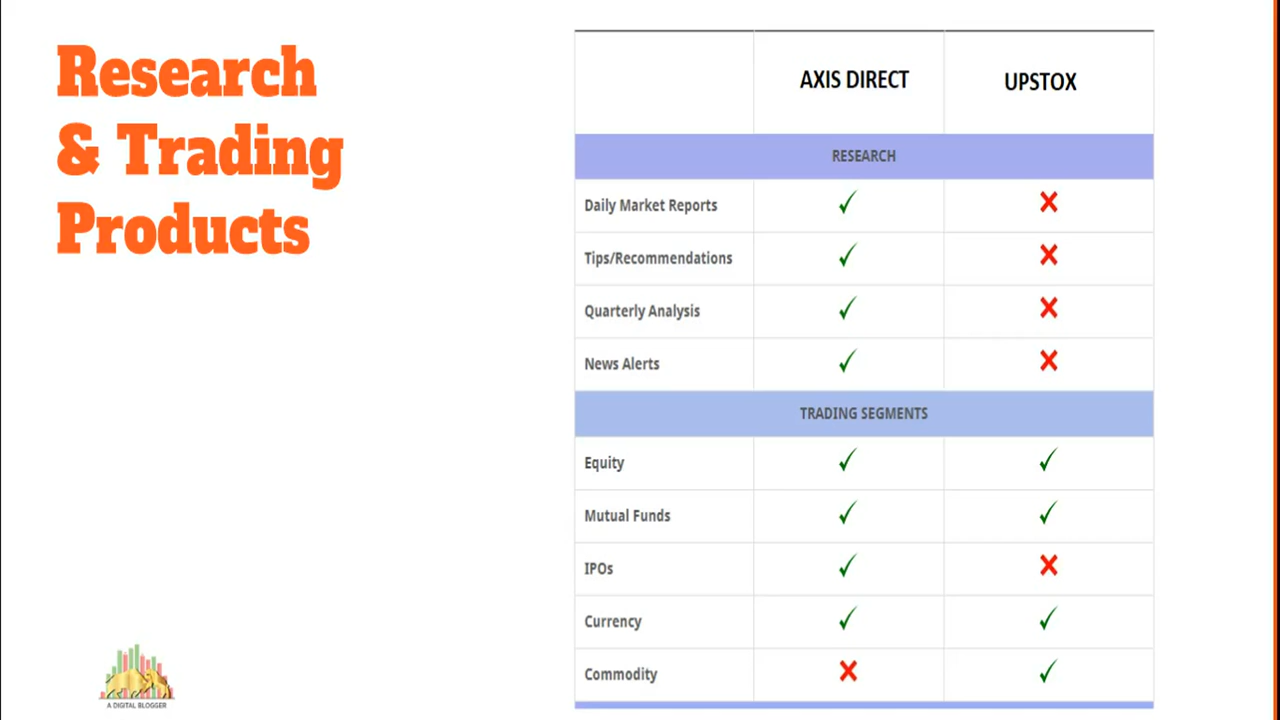 Research
& Trading
Products
AXIS DIRECT UPSTOX
RESEARCH
Daily Market Reports ✓ ✗
Tips/Recommendations ✓ ✗
Quarterly Analysis ✓ ✗
News Alerts ✓ ✗
TRADING SEGMENTS
Equity ✓ ✓
Mutual Funds ✓ ✓
IPOs ✓ ✗
Currency ✓ ✓
Commodity ✗ ✓
A DIGITAL BLOGGER